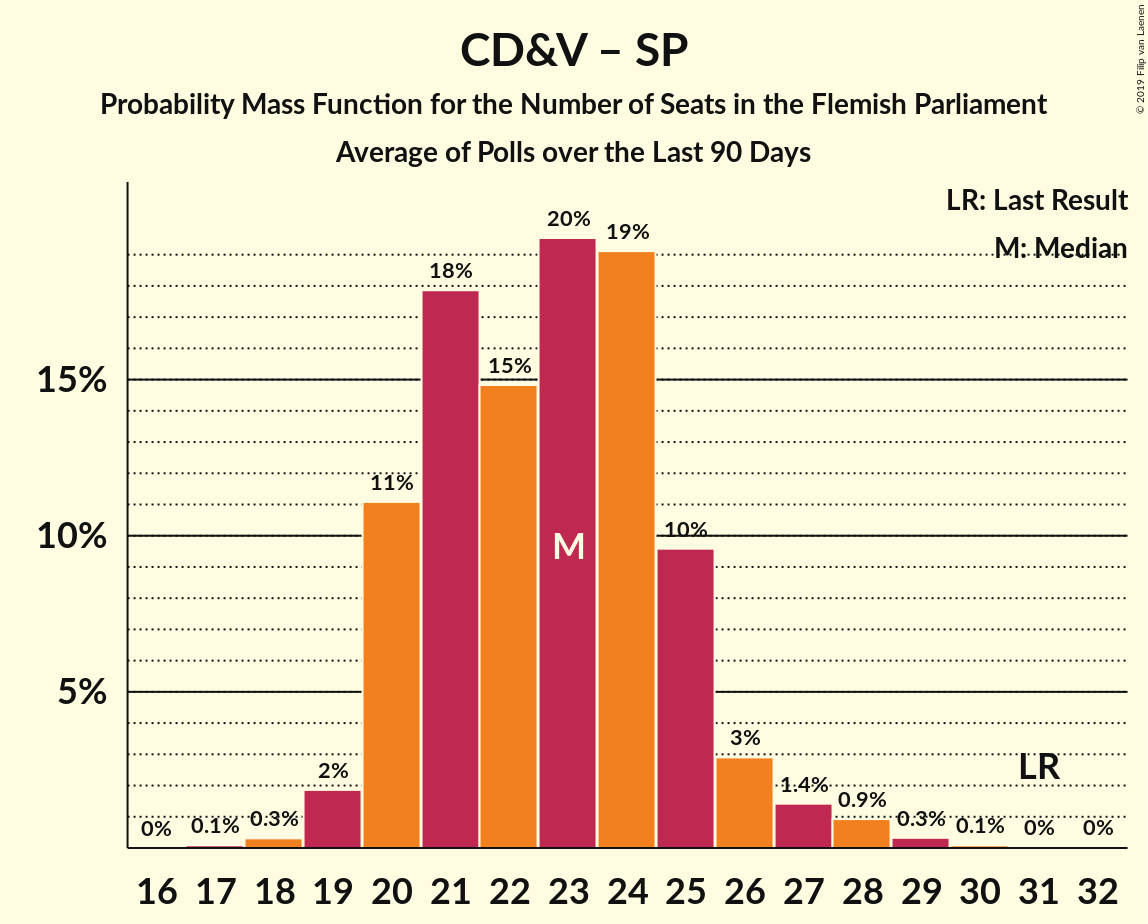 CD&V – SP
Probability Mass Function for the Number of Seats in the Flemish Parliament
Average of Polls over the Last 90 Days
© 2019 Filip van Laenen
LR: Last Result
M: Median
20%
19%
18%
15%
15%
11%
10%
10%
M
5%
3%
2%
1.4%
0.9%
LR
0%
0.1%
0.3%
0.3%
0.1%
0%
0%
16 17 18 19 20 21 22 23 24 25 26 27 28 29 30 31 32